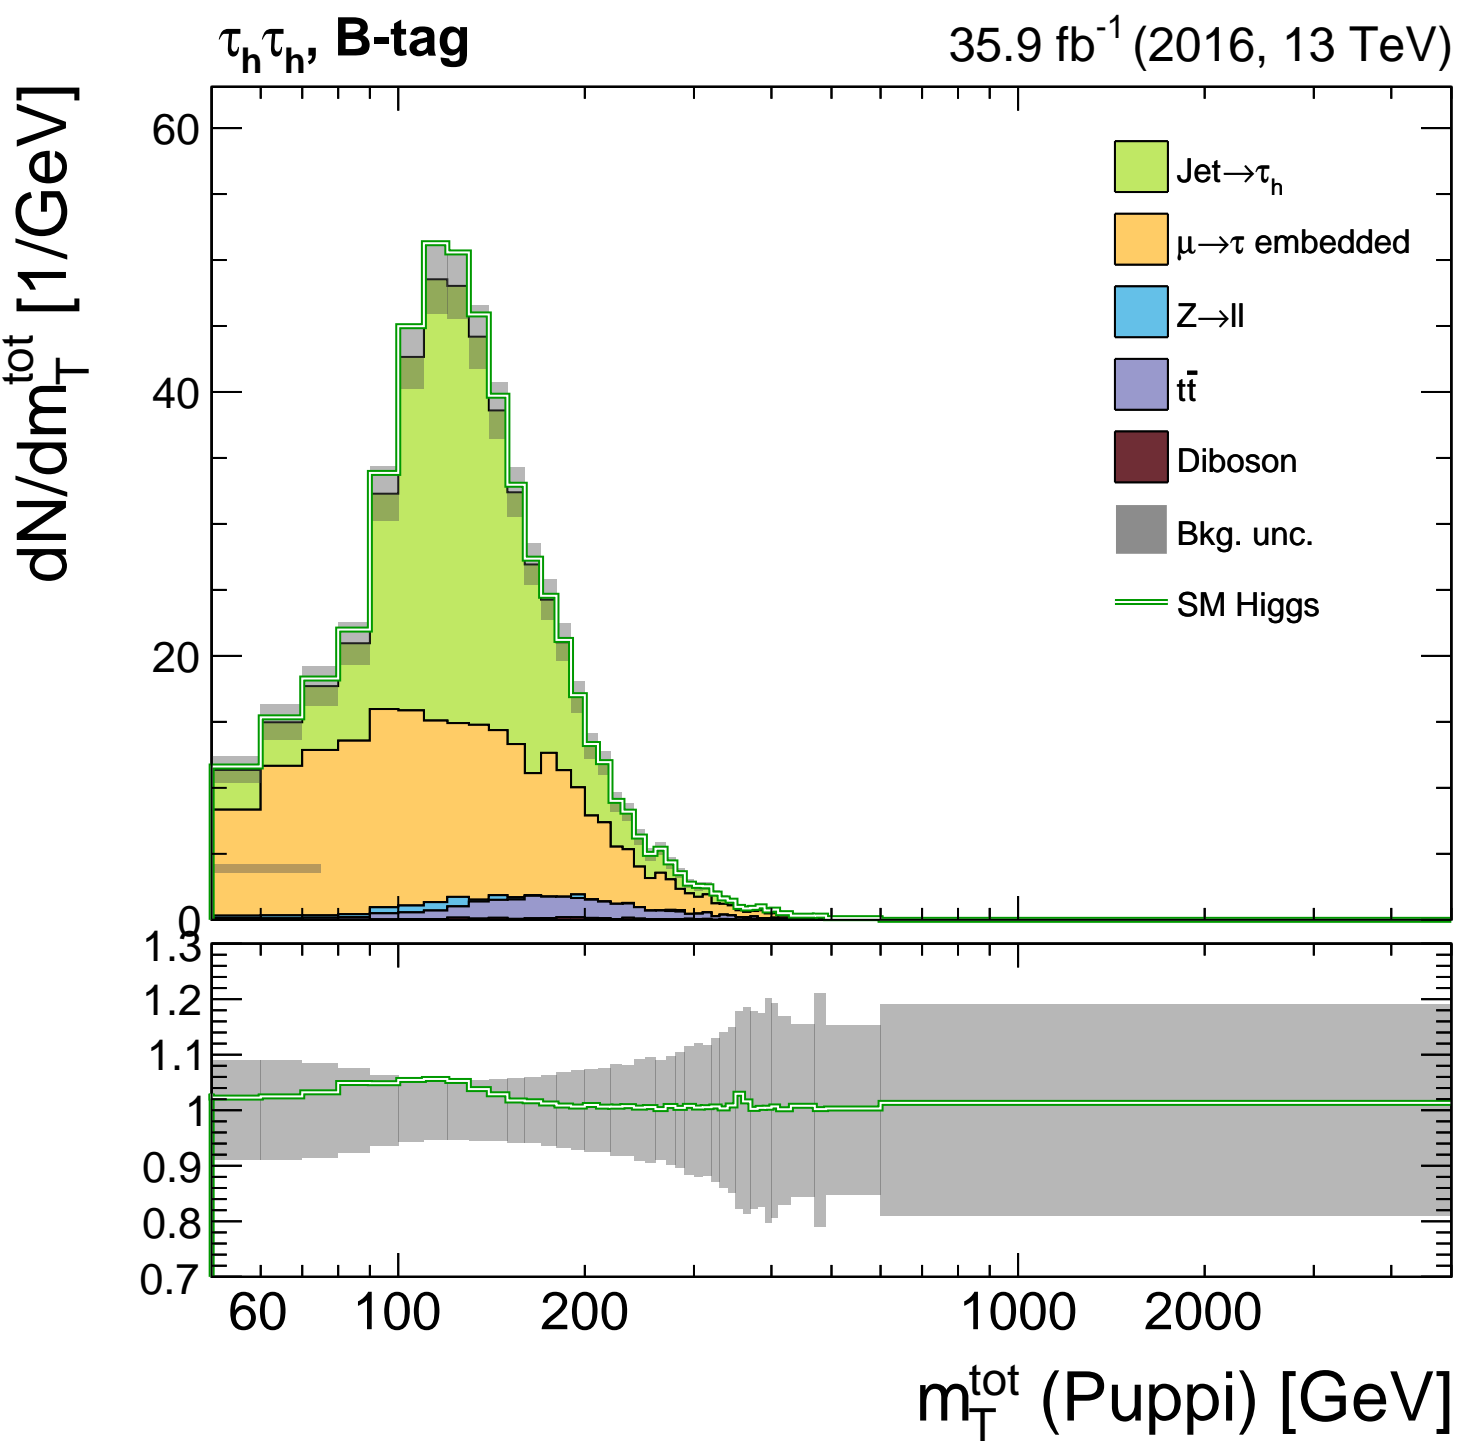 τhτh, B-tag
35.9 fb-1 (2016, 13 TeV)
dN/dmTtot [1/GeV]
60
40
20
0
Jet→τh
μ→τ embedded
Z→ll
tt̄
Diboson
Bkg. unc.
SM Higgs
1.3
1.2
1.1
1
0.9
0.8
0.7
60 100 200 1000 2000
mTtot (Puppi) [GeV]